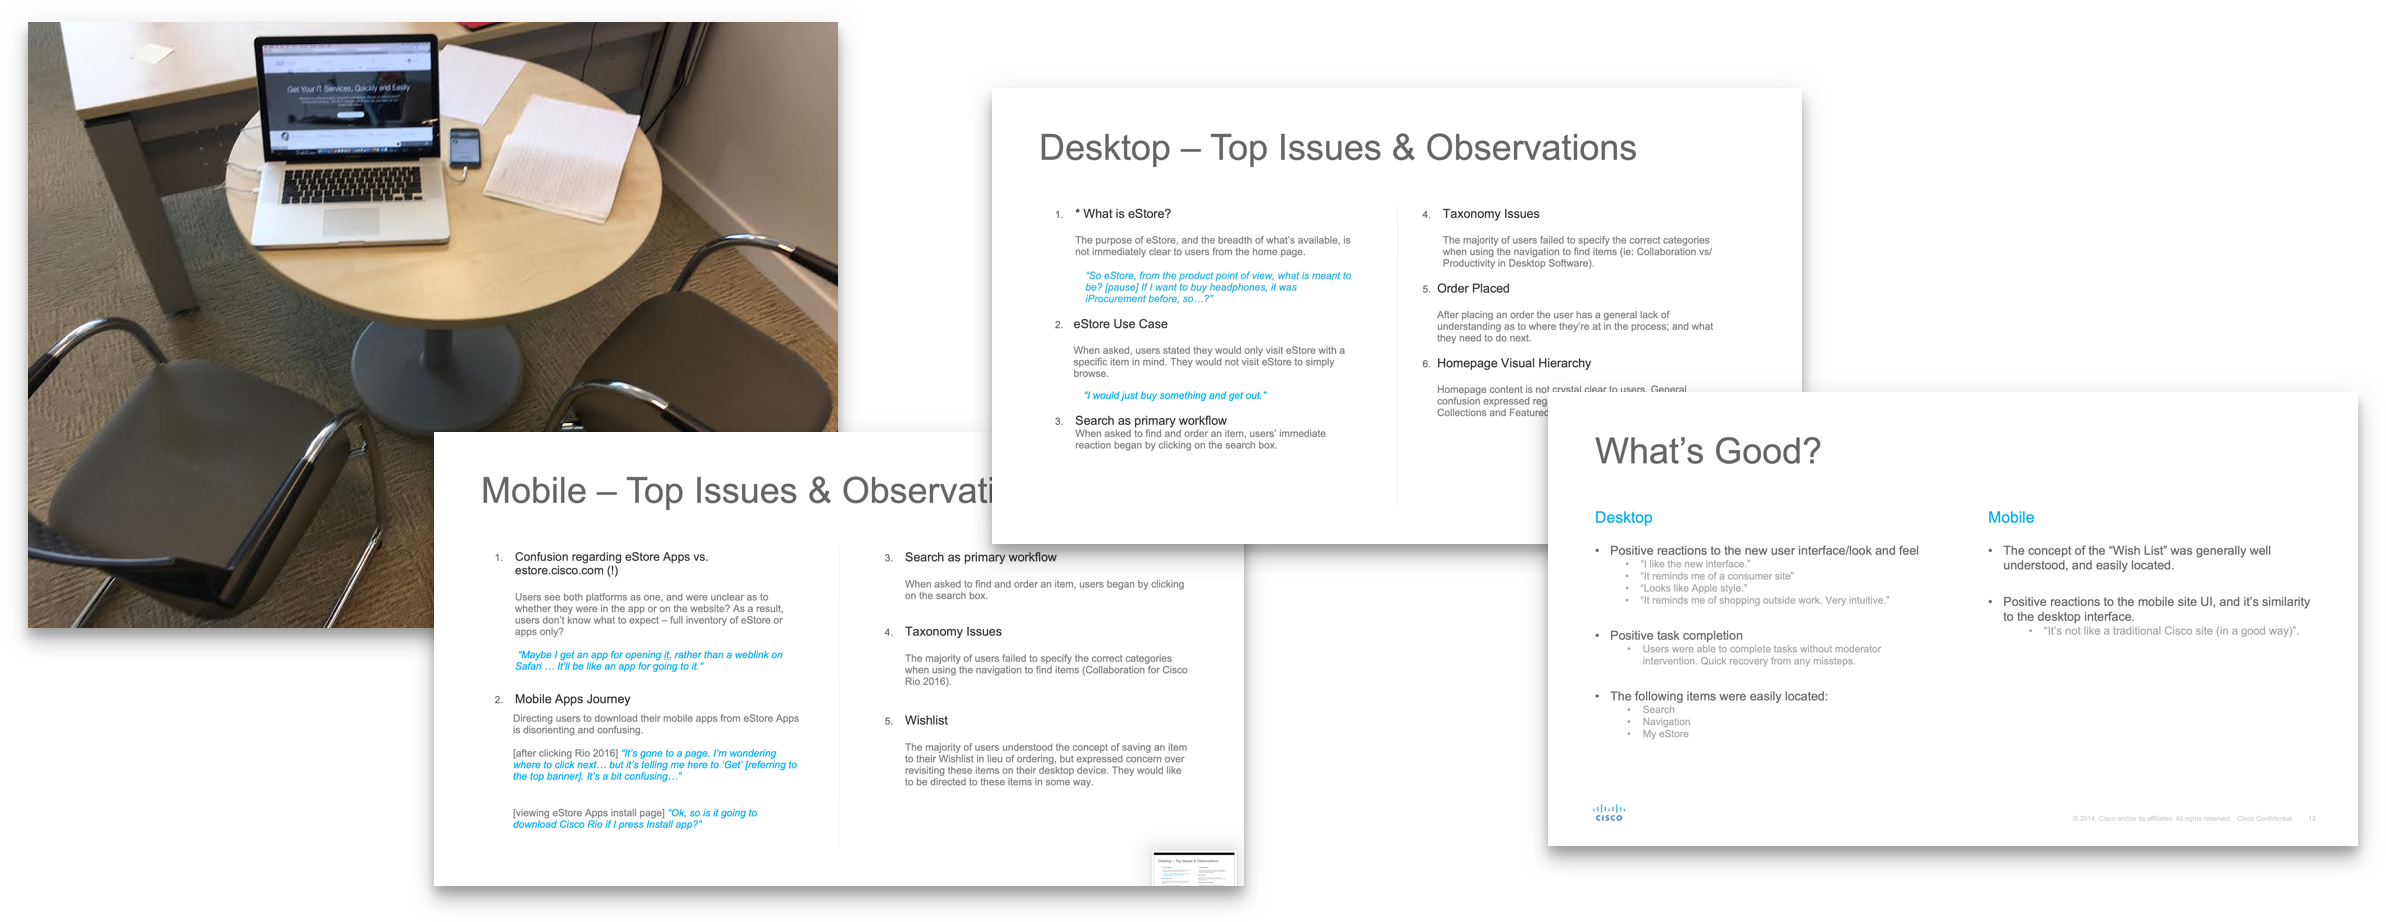 Get Your IT Services, Quickly and Easily
Mobile – Top Issues & Observati
1. Confusion regarding eStore Apps vs.
estore.cisco.com (!)
Users see both platforms as one, and were unclear as to
whether they were in the app or on the website? As a result,
users don't know what to expect – full inventory of eStore or
apps only?
"Maybe I get an app for opening it, rather than a weblink on
Safari … It'll be like an app for going to it."
2. Mobile Apps Journey
Directing users to download their mobile apps from eStore Apps
is disorienting and confusing.
[after clicking Rio 2016] "It's gone to a page. I'm wondering
where to click next… but it's telling me here to 'Get' [referring to
the top banner]. It's a bit confusing…"
[viewing eStore Apps install page] "Ok, so is it going to
download Cisco Rio if I press Install app?"
3. Search as primary workflow
When asked to find and order an item, users began by clicking
on the search box.
4. Taxonomy Issues
The majority of users failed to specify the correct categories
when using the navigation to find items (Collaboration for Cisco
Rio 2016).
5. Wishlist
The majority of users understood the concept of saving an item
to their Wishlist in lieu of ordering, but expressed concern over
revisiting these items on their desktop device. They would like
to be directed to these items in some way.
Desktop – Top Issues & Observations
Desktop – Top Issues & Observations
1. * What is eStore?
The purpose of eStore, and the breadth of what's available, is
not immediately clear to users from the home page.
"So eStore, from the product point of view, what is meant to
be? [pause] If I want to buy headphones, it was
iProcurement before, so…?"
2. eStore Use Case
When asked, users stated they would only visit eStore with a
specific item in mind. They would not visit eStore to simply
browse.
"I would just buy something and get out."
3. Search as primary workflow
When asked to find and order an item, users' immediate
reaction began by clicking on the search box.
4. Taxonomy Issues
The majority of users failed to specify the correct categories
when using the navigation to find items (ie: Collaboration vs/
Productivity in Desktop Software).
5. Order Placed
After placing an order the user has a general lack of
understanding as to where they're at in the process; and what
they need to do next.
6. Homepage Visual Hierarchy
Homepage content is not crystal clear to users. General
confusion expressed reg
Collections and Featured
What's Good?
Desktop
• Positive reactions to the new user interface/look and feel
• "I like the new interface."
• "It reminds me of a consumer site"
• "Looks like Apple style."
• "It reminds me of shopping outside work. Very intuitive."
• Positive task completion
• Users were able to complete tasks without moderator
intervention. Quick recovery from any missteps.
• The following items were easily located:
• Search
• Navigation
• My eStore
Mobile
• The concept of the "Wish List" was generally well
understood, and easily located.
• Positive reactions to the mobile site UI, and it's similarity
to the desktop interface.
• "It's not like a traditional Cisco site (in a good way)".
CISCO
© 2014 Cisco and/or its affiliates. All rights reserved. Cisco Confidential 13